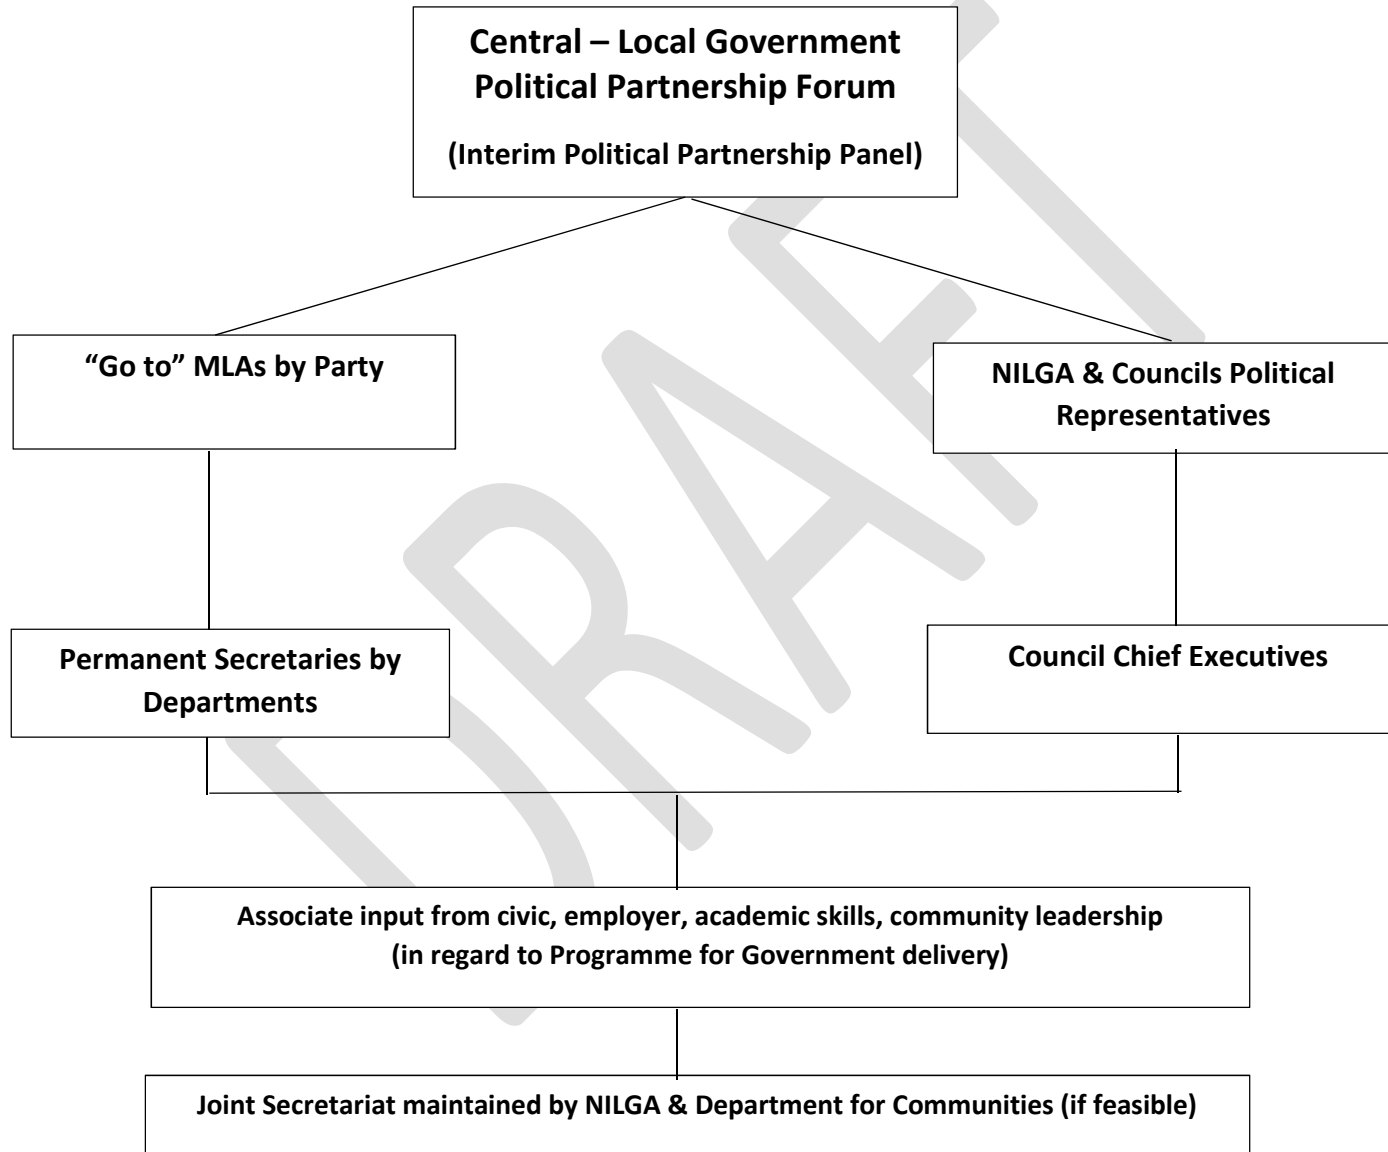 Central – Local Government
Political Partnership Forum
(Interim Political Partnership Panel)
“Go to” MLAs by Party
NILGA & Councils Political
Representatives
Permanent Secretaries by
Departments
Council Chief Executives
Associate input from civic, employer, academic skills, community leadership
(in regard to Programme for Government delivery)
Joint Secretariat maintained by NILGA & Department for Communities (if feasible)
DRAFT